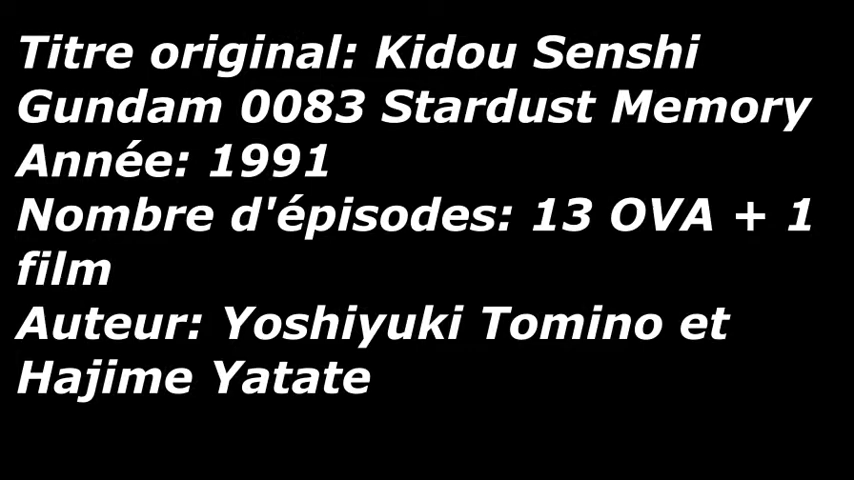 Titre original: Kidou Senshi
Gundam 0083 Stardust Memory
Année: 1991
Nombre d'épisodes: 13 OVA + 1
film
Auteur: Yoshiyuki Tomino et
Hajime Yatate